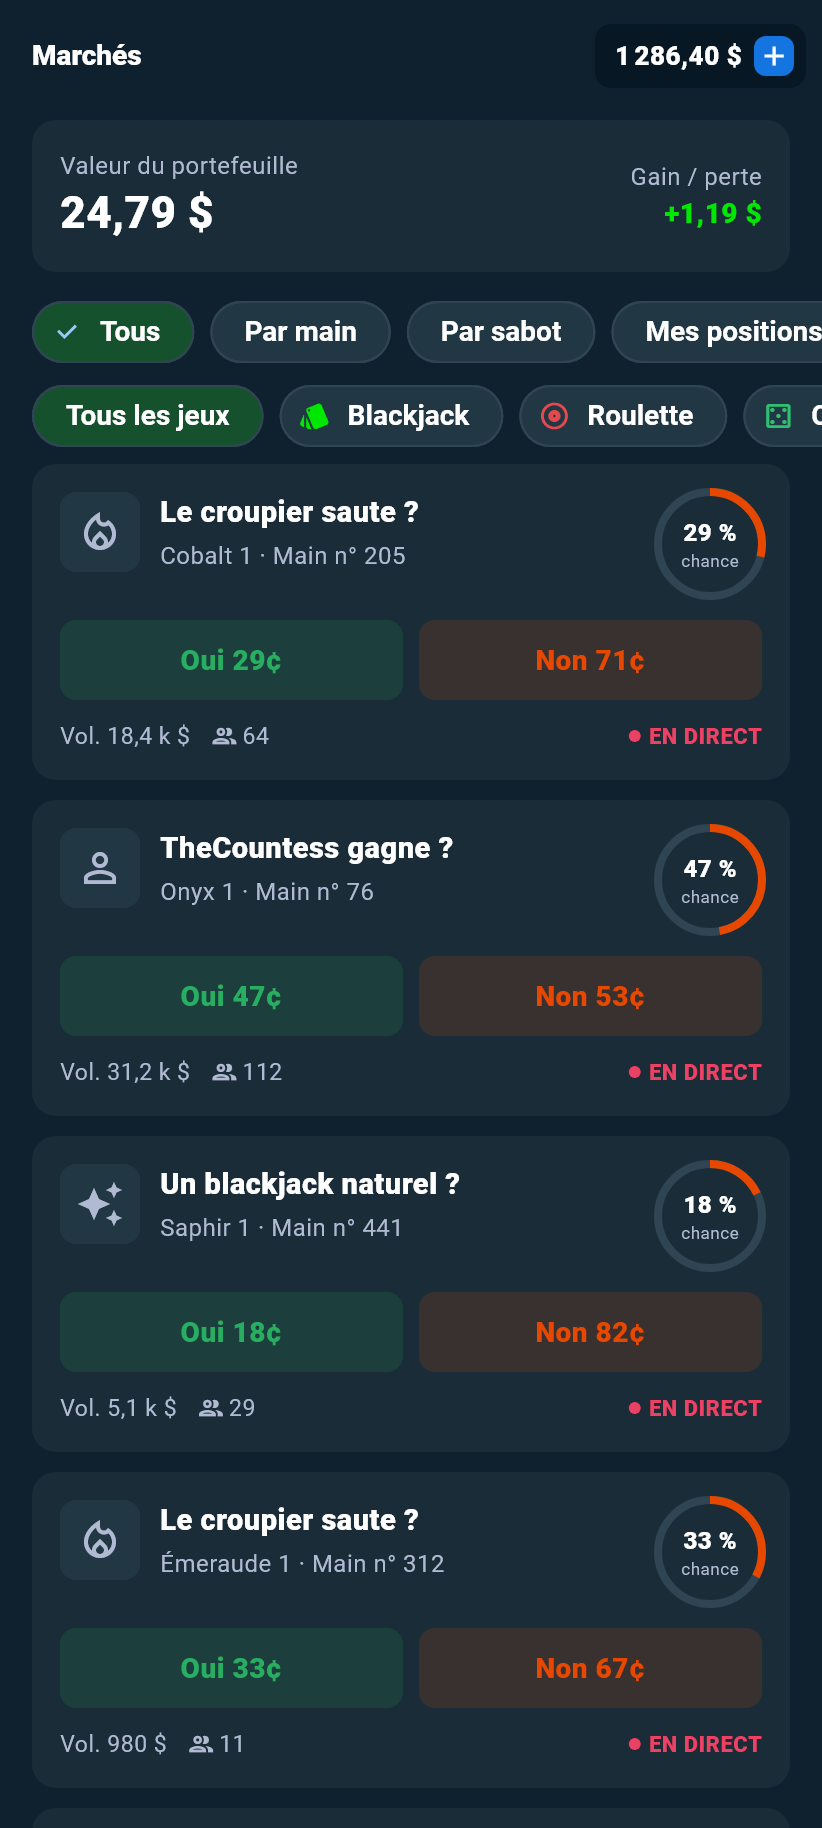 Marchés
1 286,40 $
Valeur du portefeuille
24,79 $
Gain / perte
+1,19 $
Tous
Par main
Par sabot
Mes positions
Tous les jeux
Blackjack
Roulette
Le croupier saute ?
Cobalt 1 · Main n° 205
29 %
chance
Oui 29¢
Non 71¢
Vol. 18,4 k $
64
EN DIRECT
TheCountess gagne ?
Onyx 1 · Main n° 76
47 %
chance
Oui 47¢
Non 53¢
Vol. 31,2 k $
112
EN DIRECT
Un blackjack naturel ?
Saphir 1 · Main n° 441
18 %
chance
Oui 18¢
Non 82¢
Vol. 5,1 k $
29
EN DIRECT
Le croupier saute ?
Émeraude 1 · Main n° 312
33 %
chance
Oui 33¢
Non 67¢
Vol. 980 $
11
EN DIRECT